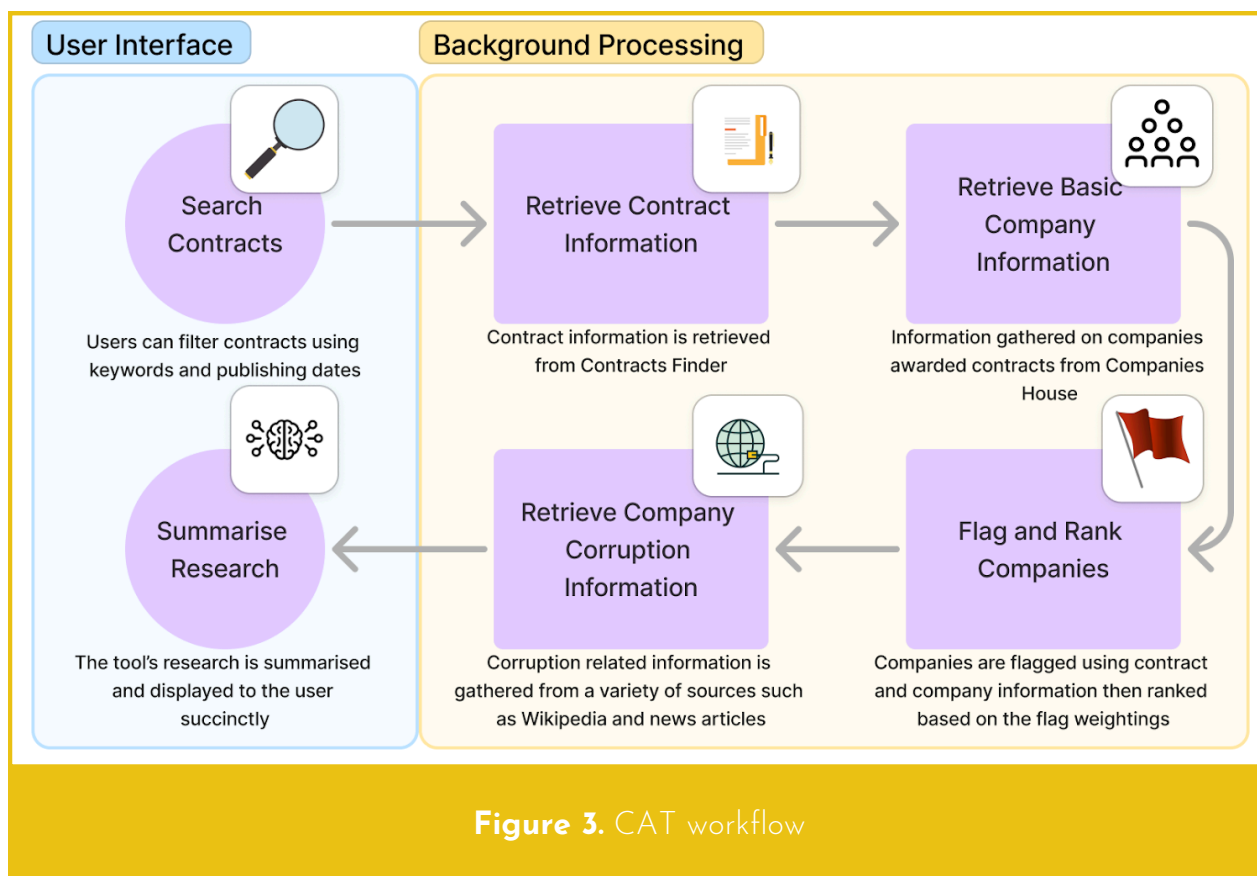 User Interface
Background Processing
Search
Contracts
Users can filter contracts using
keywords and publishing dates
Retrieve Contract
Information
Contract information is retrieved
from Contracts Finder
Retrieve Basic
Company
Information
Information gathered on companies
awarded contracts from Companies
House
Flag and Rank
Companies
Companies are flagged using contract
and company information then ranked
based on the flag weightings
Retrieve Company
Corruption
Information
Corruption related information is
gathered from a variety of sources such
as Wikipedia and news articles
Summarise
Research
The tool's research is summarised
and displayed to the user
succinctly
Figure 3. CAT workflow